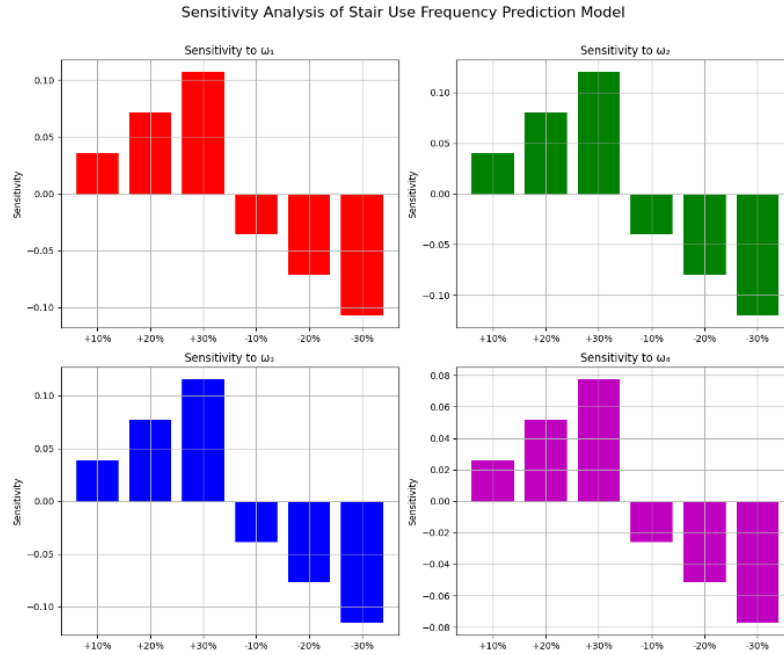 Sensitivity Analysis of Stair Use Frequency Prediction Model
Sensitivity to ω₁
Sensitivity
0.10
0.05
0.00
−0.05
−0.10
+10% +20% +30% -10% -20% -30%
Sensitivity to ω₂
Sensitivity
0.10
0.05
0.00
−0.05
−0.10
+10% +20% +30% -10% -20% -30%
Sensitivity to ω₃
Sensitivity
0.10
0.05
0.00
−0.05
−0.10
+10% +20% +30% -10% -20% -30%
Sensitivity to ω₄
Sensitivity
0.08
0.06
0.04
0.02
0.00
−0.02
−0.04
−0.06
−0.08
+10% +20% +30% -10% -20% -30%